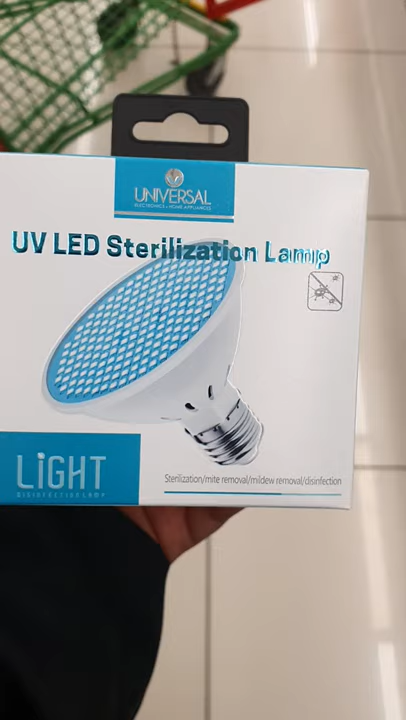 UNIVERSAL
ELECTRONICS • HOME APPLIANCES
UV LED Sterilization Lamp
LiGHT
DISINFECTIVE LAMP
Sterilization/mite removal/mildew removal/disinfection